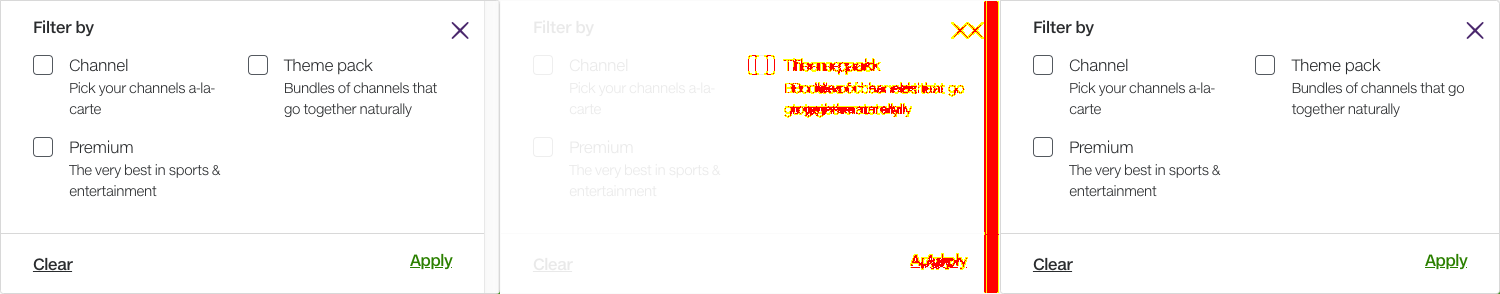 Filter by
Channel
Pick your channels a-la-
carte
Theme pack
Bundles of channels that
go together naturally
Premium
The very best in sports &
entertainment
Clear
Apply
Filter by
Channel
Pick your channels a-la-
carte
Premium
The very best in sports &
entertainment
Clear
Filter by
Channel
Pick your channels a-la-
carte
Theme pack
Bundles of channels that go
together naturally
Premium
The very best in sports &
entertainment
Clear
Apply